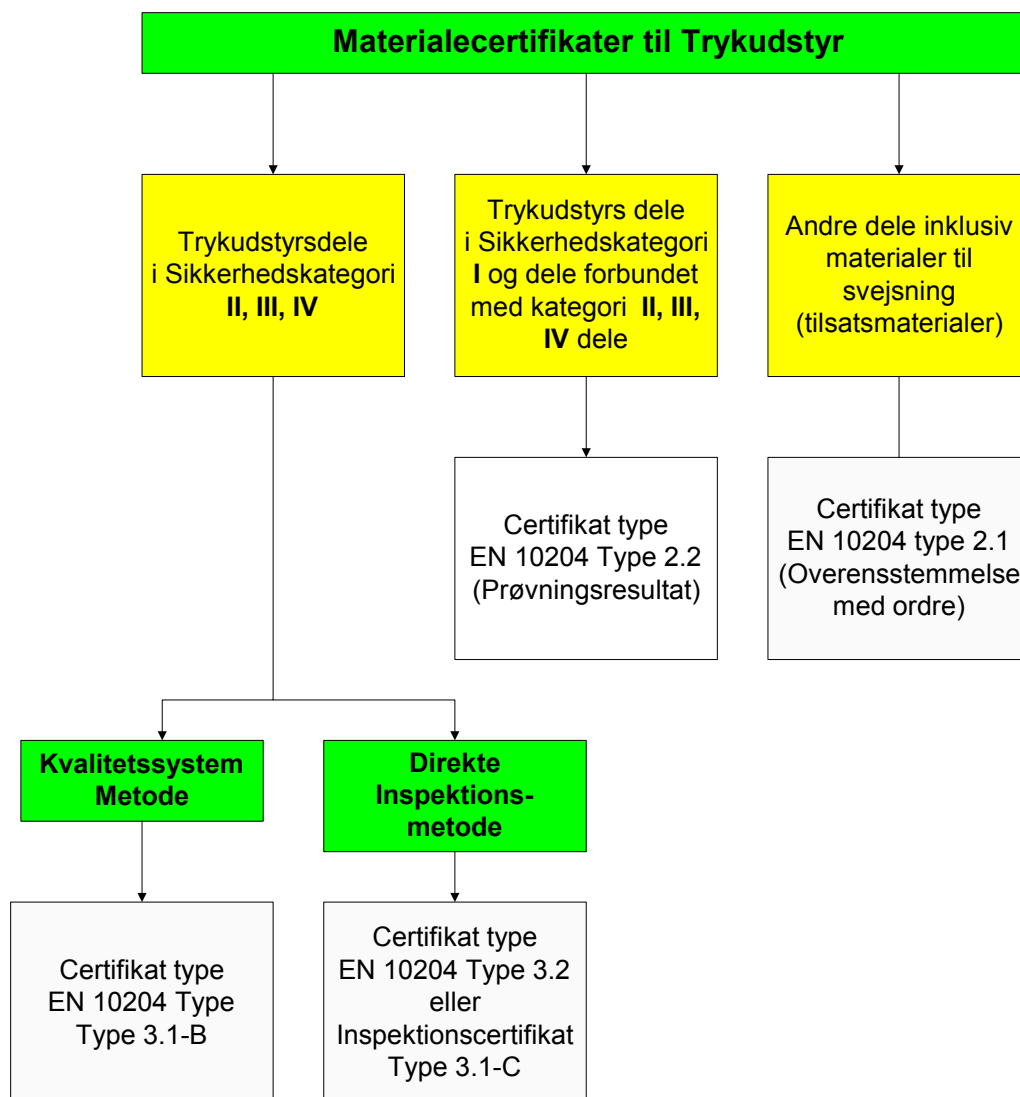 Materialecertifikater til Trykudstyr
Trykudstyrsdele
i Sikkerhedskategori
II, III, IV
Trykudstyrs dele
i Sikkerhedskategori
I og dele forbundet
med kategori II, III,
IV dele
Andre dele inklusiv
materialer til
svejsning
(tilsatsmaterialer)
Certifikat type
EN 10204 Type 2.2
(Prøvningsresultat)
Certifikat type
EN 10204 type 2.1
(Overensstemmelse
med ordre)
Kvalitetssystem
Metode
Direkte
Inspektions-
metode
Certifikat type
EN 10204 Type
Type 3.1-B
Certifikat type
EN 10204 Type 3.2
eller
Inspektionscertifikat
Type 3.1-C